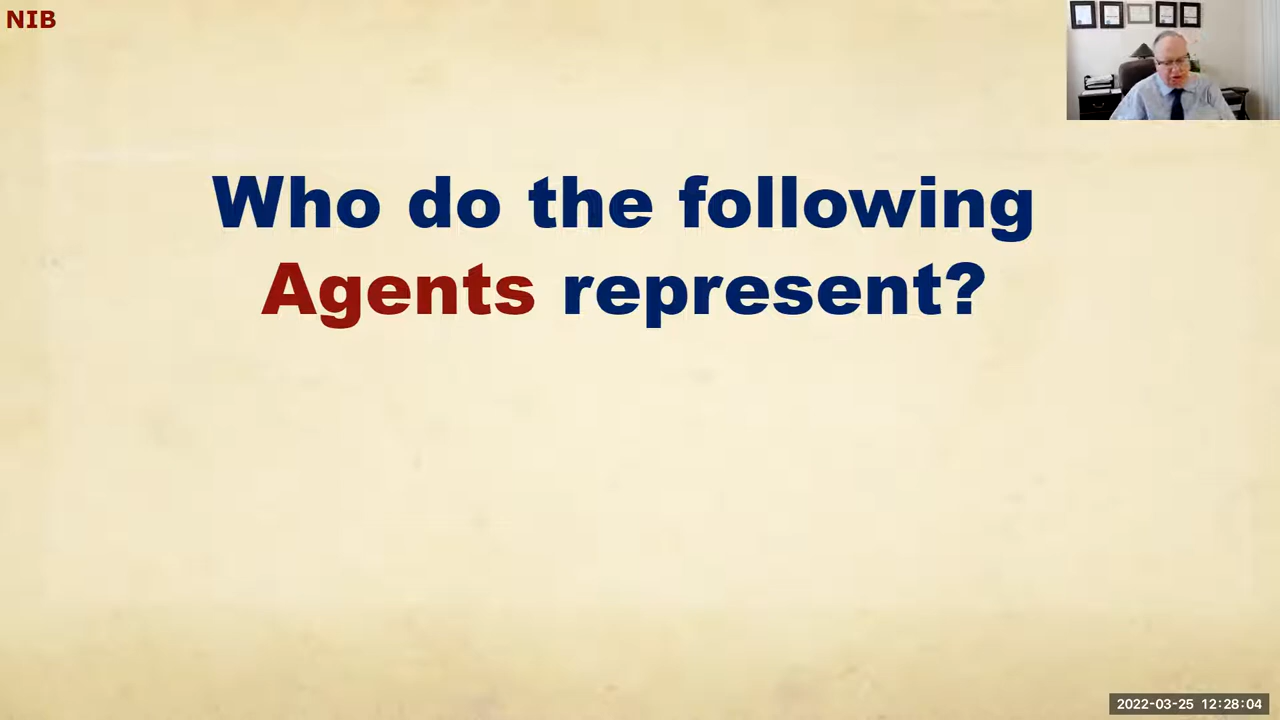 NIB
Who do the following
Agents represent?
2022-03-25 12:28:04